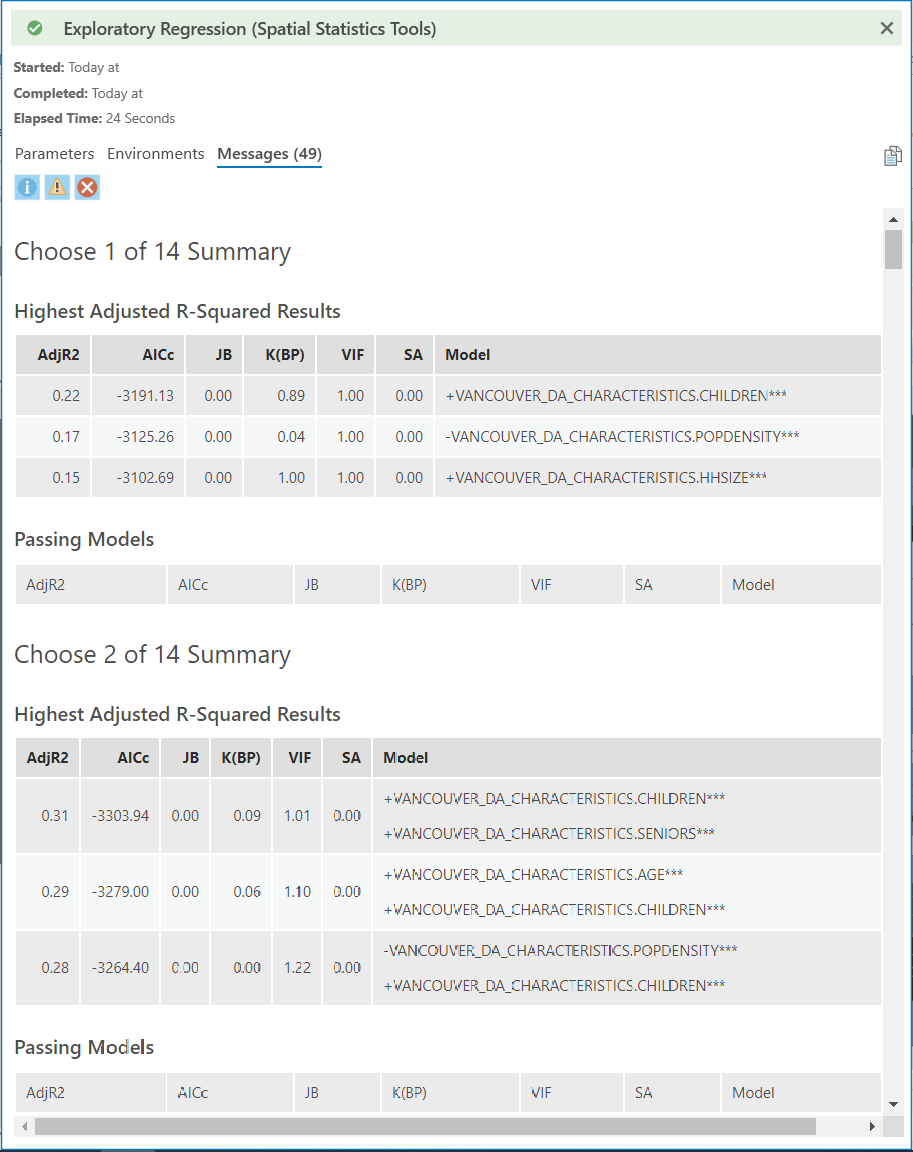 Exploratory Regression (Spatial Statistics Tools)
Started: Today at
Completed: Today at
Elapsed Time: 24 Seconds
Parameters Environments Messages (49)
Choose 1 of 14 Summary
Highest Adjusted R-Squared Results
AdjR2 AICc JB K(BP) VIF SA Model
0.22 -3191.13 0.00 0.89 1.00 0.00 +VANCOUVER_DA_CHARACTERISTICS.CHILDREN***
0.17 -3125.26 0.00 0.04 1.00 0.00 -VANCOUVER_DA_CHARACTERISTICS.POPDENSITY***
0.15 -3102.69 0.00 1.00 1.00 0.00 +VANCOUVER_DA_CHARACTERISTICS.HHSIZE***
Passing Models
AdjR2 AICc JB K(BP) VIF SA Model
Choose 2 of 14 Summary
Highest Adjusted R-Squared Results
AdjR2 AICc JB K(BP) VIF SA Model
0.31 -3303.94 0.00 0.09 1.01 0.00 +VANCOUVER_DA_CHARACTERISTICS.CHILDREN***
+VANCOUVER_DA_CHARACTERISTICS.SENIORS***
0.29 -3279.00 0.00 0.06 1.10 0.00 +VANCOUVER_DA_CHARACTERISTICS.AGE***
+VANCOUVER_DA_CHARACTERISTICS.CHILDREN***
0.28 -3264.40 0.00 0.00 1.22 0.00 -VANCOUVER_DA_CHARACTERISTICS.POPDENSITY***
+VANCOUVER_DA_CHARACTERISTICS.CHILDREN***
Passing Models
AdjR2 AICc JB K(BP) VIF SA Model